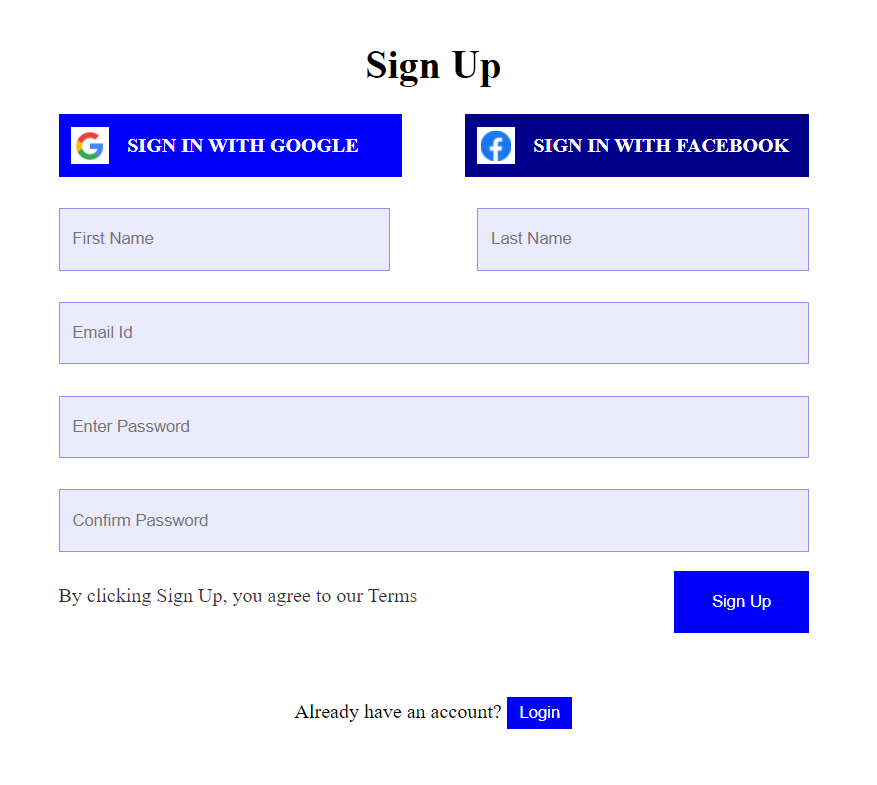 Sign Up
SIGN IN WITH GOOGLE
SIGN IN WITH FACEBOOK
First Name
Last Name
Email Id
Enter Password
Confirm Password
By clicking Sign Up, you agree to our Terms
Sign Up
Already have an account? Login